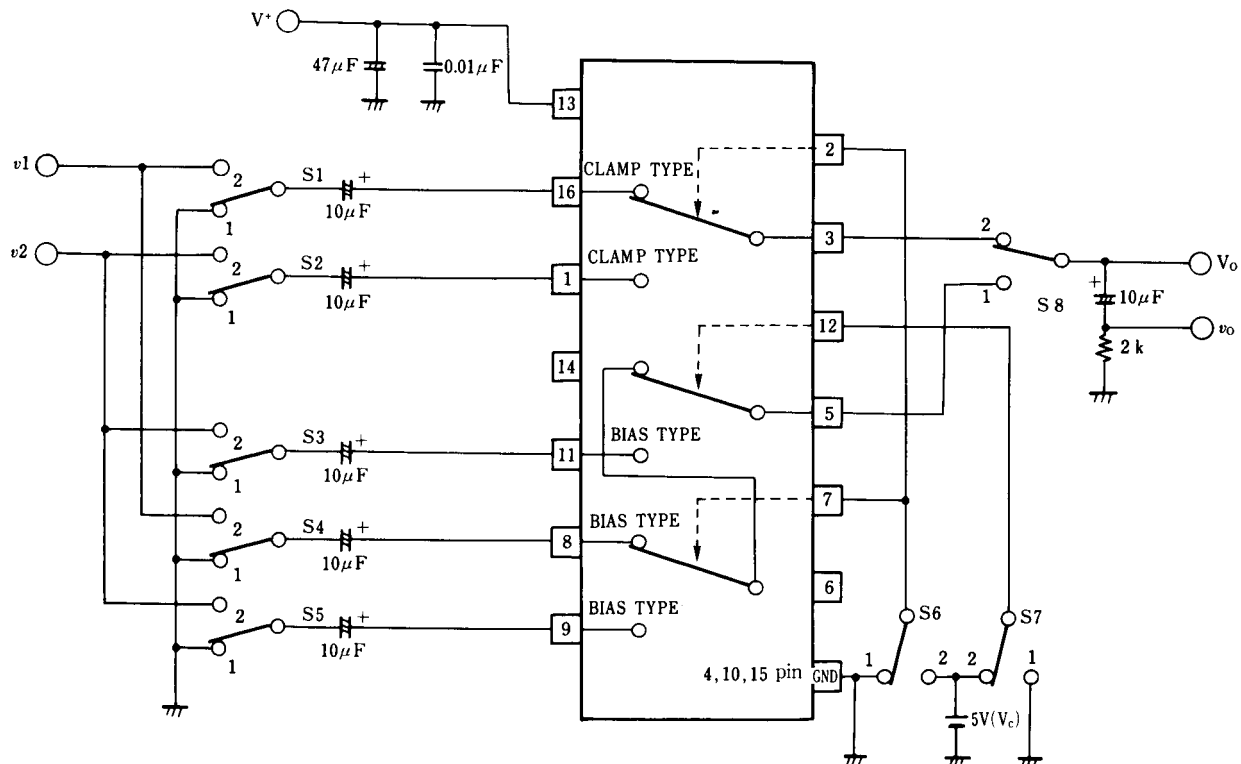 V+
47μF
0.01μF
13
v1
2
S1
+
10μF
1
16
CLAMP TYPE
2
3
v2
2
S2
+
10μF
1
1
CLAMP TYPE
2
1
S 8
+
10μF
Vo
vo
2 k
12
14
5
2
S3
+
10μF
1
11
BIAS TYPE
7
2
S4
+
10μF
1
8
BIAS TYPE
6
2
S5
+
10μF
1
9
BIAS TYPE
4,10,15 pin
GND
1
S6
2
2
S7
1
5V(Vc)